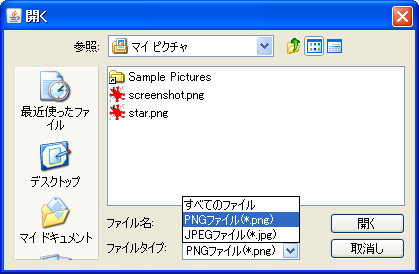 開く
参照:
マイ ピクチャ
最近使ったファ
イル
デスクトップ
マイ ドキュメント
Sample Pictures
screenshot.png
star.png
ファイル名:
すべてのファイル
PNGファイル(*.png)
JPEGファイル(*.jpg)
開く
ファイルタイプ:
PNGファイル(*.png)
取消し